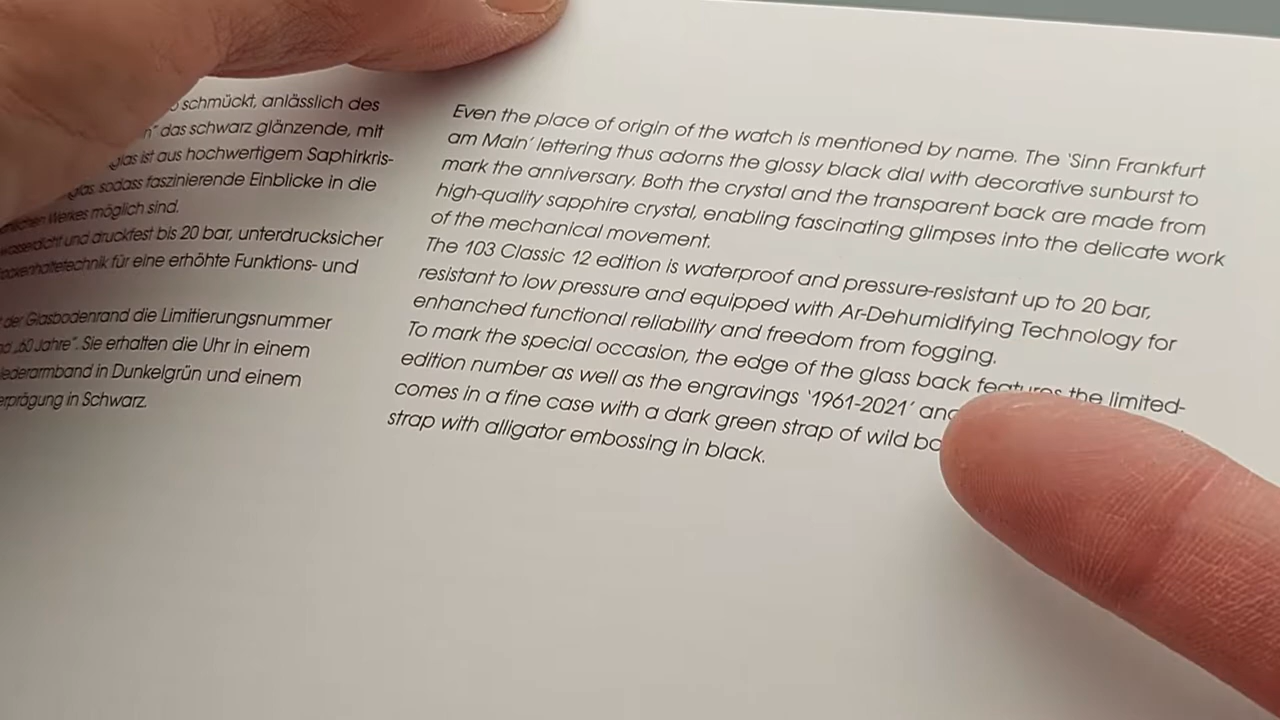 schmückt, anlässlich des
das schwarz glänzende, mit
ist aus hochwertigem Saphirkris-
sodass faszinierende Einblicke in die
Werkes möglich sind.
wasserdicht und druckfest bis 20 bar, unterdrucksicher
für eine erhöhte Funktions- und
der Glasbodenrand die Limitierungsnummer
„60 Jahre“. Sie erhalten die Uhr in einem
in Dunkelgrün und einem
in Schwarz.
Even the place of origin of the watch is mentioned by name. The ‘Sinn Frankfurt
am Main’ lettering thus adorns the glossy black dial with decorative sunburst to
mark the anniversary. Both the crystal and the transparent back are made from
high-quality sapphire crystal, enabling fascinating glimpses into the delicate work
of the mechanical movement.
The 103 Classic 12 edition is waterproof and pressure-resistant up to 20 bar,
resistant to low pressure and equipped with Ar-Dehumidifying Technology for
enhanched functional reliability and freedom from fogging.
To mark the special occasion, the edge of the glass back features the limited-
edition number as well as the engravings ‘1961-2021’ and
comes in a fine case with a dark green strap of wild
strap with alligator embossing in black.